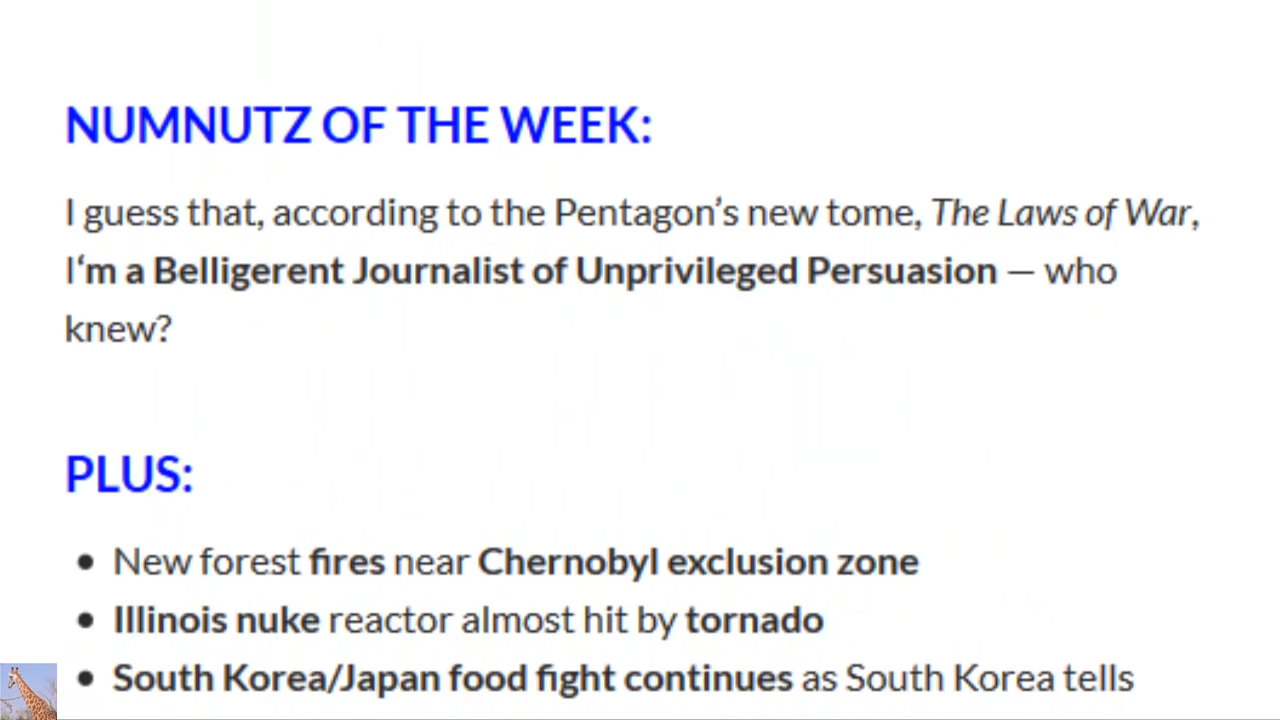 NUMNUTZ OF THE WEEK:
I guess that, according to the Pentagon’s new tome, The Laws of War,
I‘m a Belligerent Journalist of Unprivileged Persuasion — who
knew?
PLUS:
● New forest fires near Chernobyl exclusion zone
● Illinois nuke reactor almost hit by tornado
● South Korea/Japan food fight continues as South Korea tells